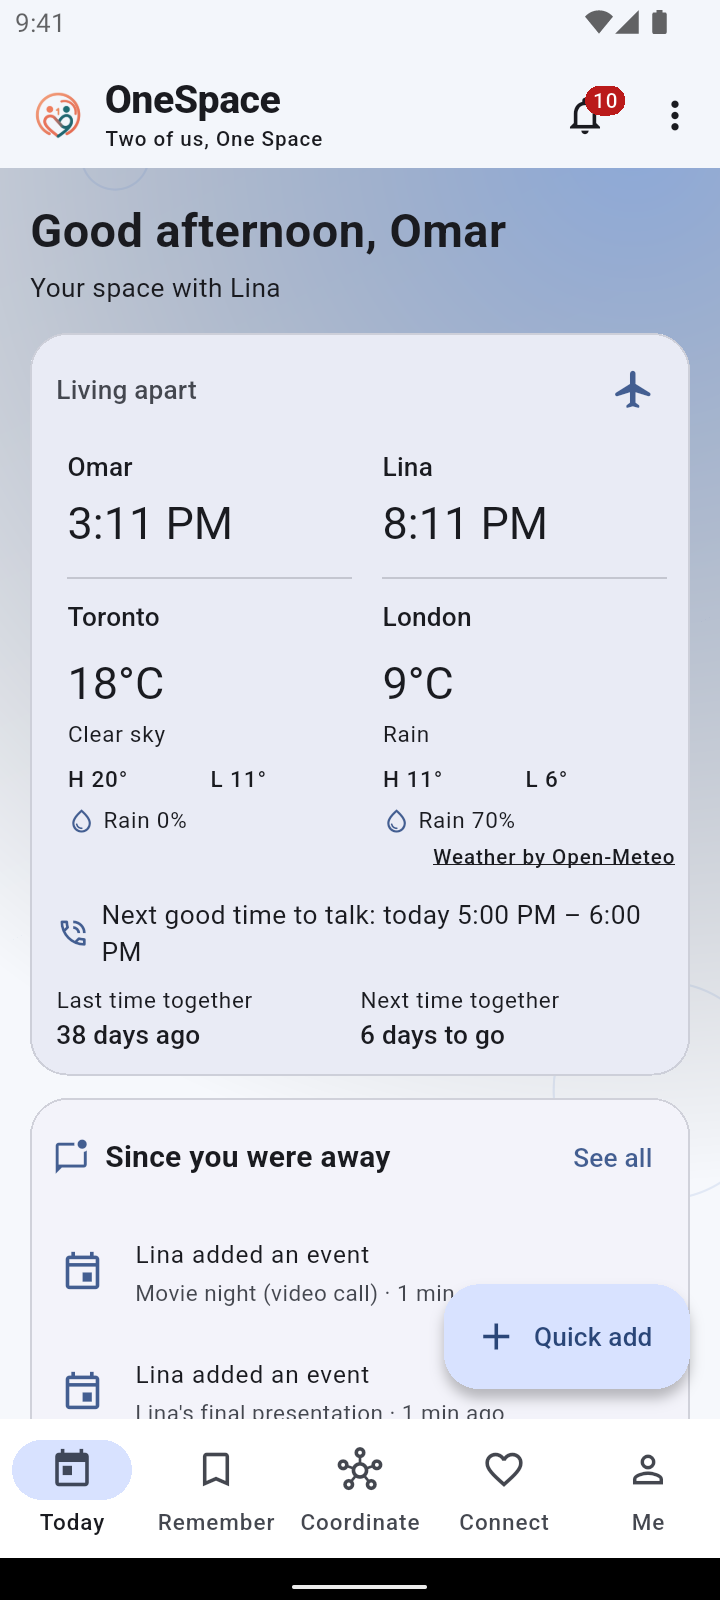 9:41
OneSpace
Two of us, One Space
10
Good afternoon, Omar
Your space with Lina
Living apart
Omar
3:11 PM
Lina
8:11 PM
Toronto
18°C
Clear sky
H 20° L 11°
Rain 0%
London
9°C
Rain
H 11° L 6°
Rain 70%
Weather by Open-Meteo
Next good time to talk: today 5:00 PM – 6:00
PM
Last time together
38 days ago
Next time together
6 days to go
Since you were away
See all
Lina added an event
Movie night (video call) · 1 min
Lina added an event
Lina's final presentation · 1 min ago
Quick add
Today
Remember
Coordinate
Connect
Me